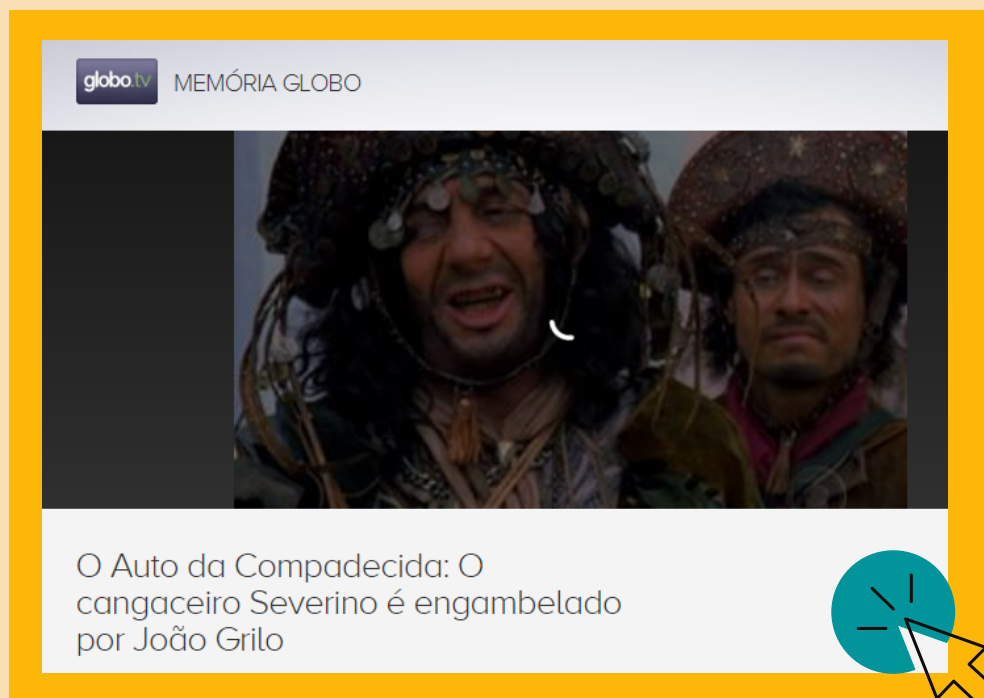 globo.tv MEMÓRIA GLOBO
O Auto da Compadecida: O
cangaceiro Severino é engambelado
por João Grilo